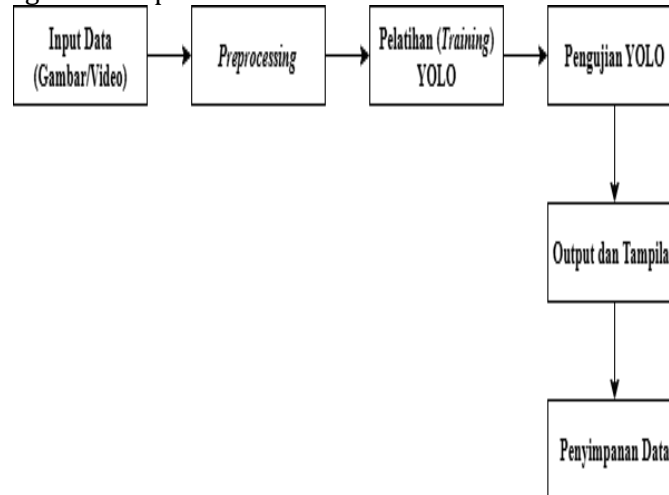 Input Data
(Gambar/Video)
Preprocessing
Pelatihan (Training)
YOLO
Pengujian YOLO
Output dan Tampila
Penyimpanan Data